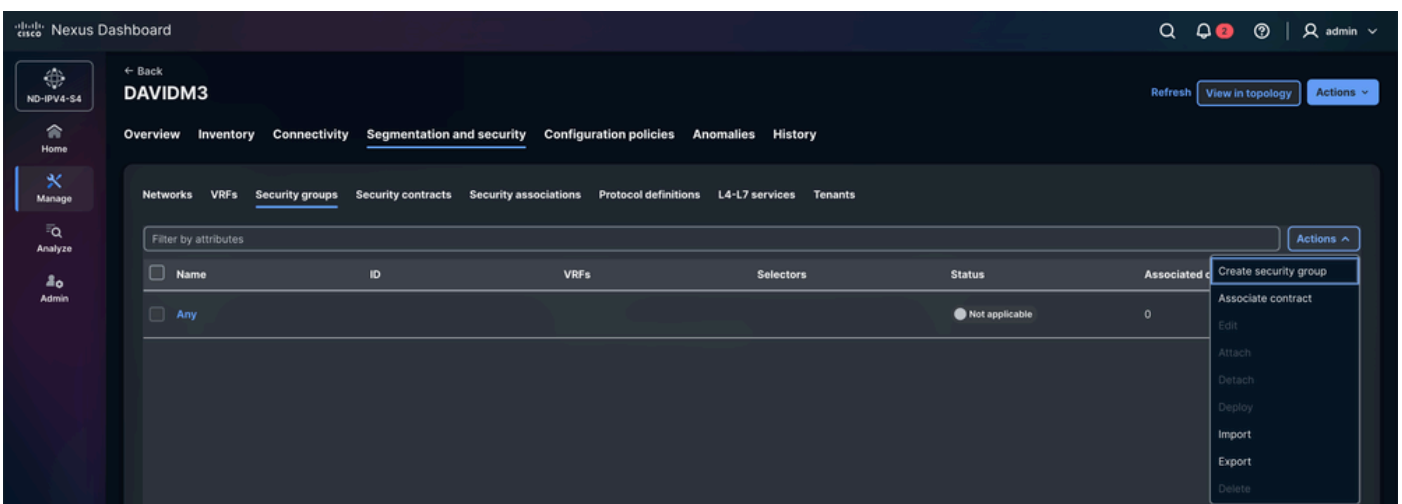 cisco Nexus Dashboard
2
admin
ND-IPV4-S4
Home
Manage
Analyze
Admin
← Back
DAVIDM3
Refresh View in topology Actions
Overview Inventory Connectivity Segmentation and security Configuration policies Anomalies History
Networks VRFs Security groups Security contracts Security associations Protocol definitions L4-L7 services Tenants
Filter by attributes
Actions
Name ID VRFs Selectors Status Associated
Any Not applicable 0
Create security group
Associate contract
Edit
Attach
Detach
Deploy
Import
Export
Delete